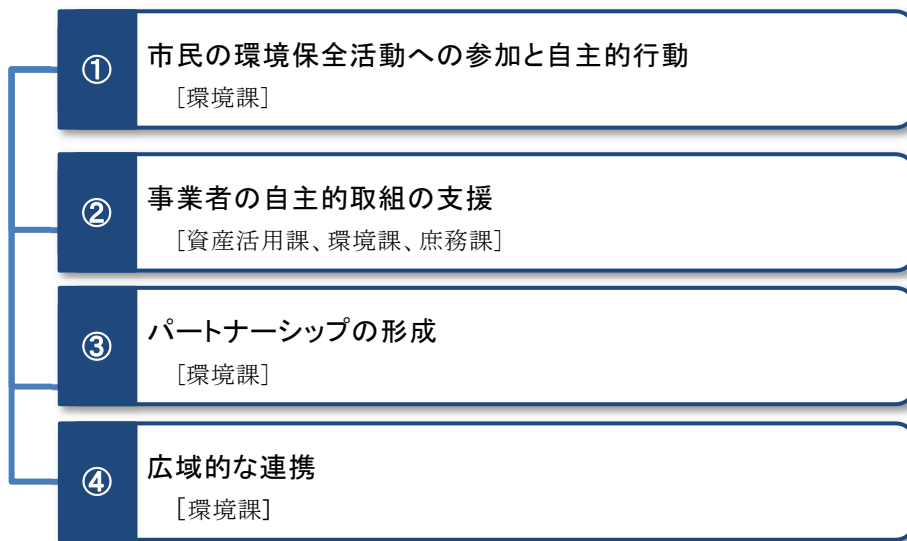 ①
市民の環境保全活動への参加と自主的行動
[環境課]
②
事業者の自主的取組の支援
[資産活用課、環境課、庶務課]
③
パートナーシップの形成
[環境課]
④
広域的な連携
[環境課]